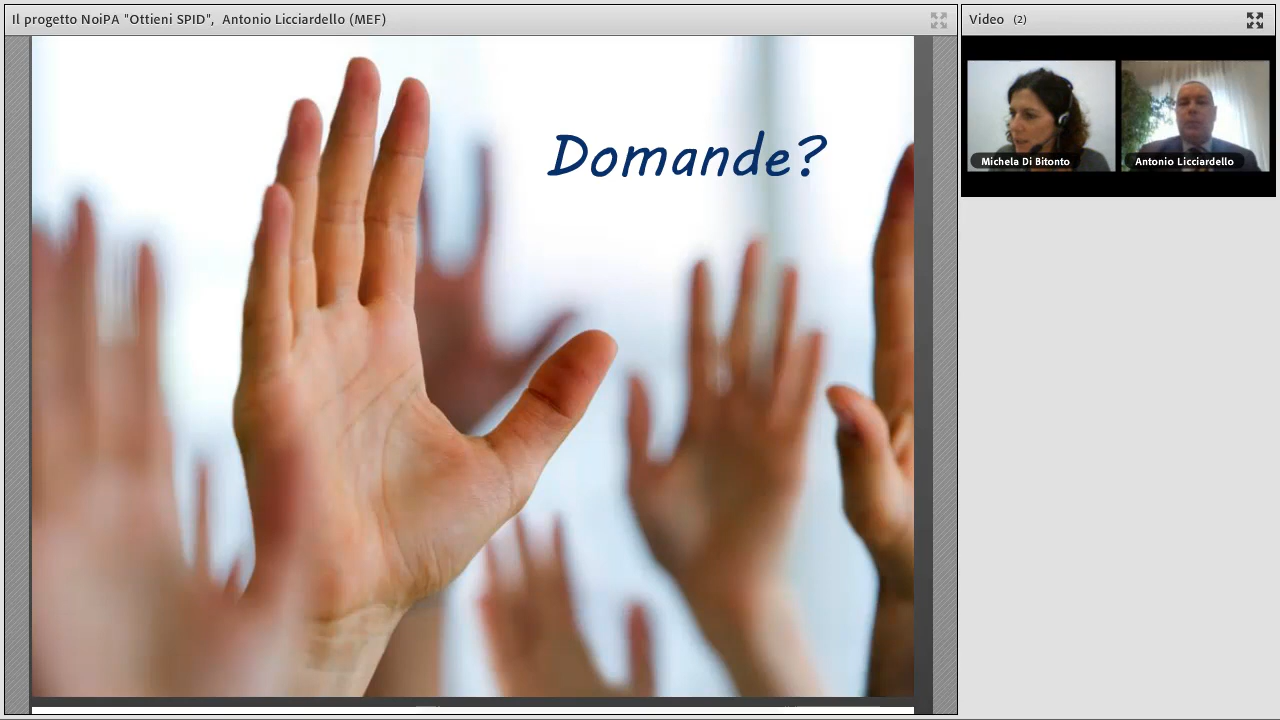 Il progetto NoiPA "Ottieni SPID",  Antonio Licciardello (MEF)
Video (2)
Domande?
Michela Di Bitonto
Antonio Licciardello